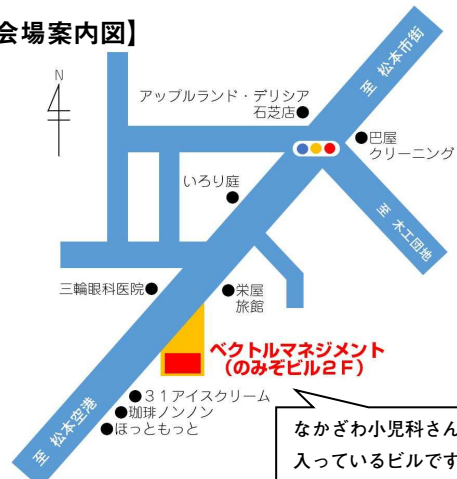 会場案内図】
N
至 松本市街
アップルランド・デリシア
石芝店
巴屋
クリーニング
いろり庭
至 木工団地
三輪眼科医院
栄屋
旅館
ベクトルマネジメント
(のみぞビル2F)
31アイスクリーム
珈琲ノンノン
ほっともっと
至 松本空港
なかざわ小児科さん
入っているビルです